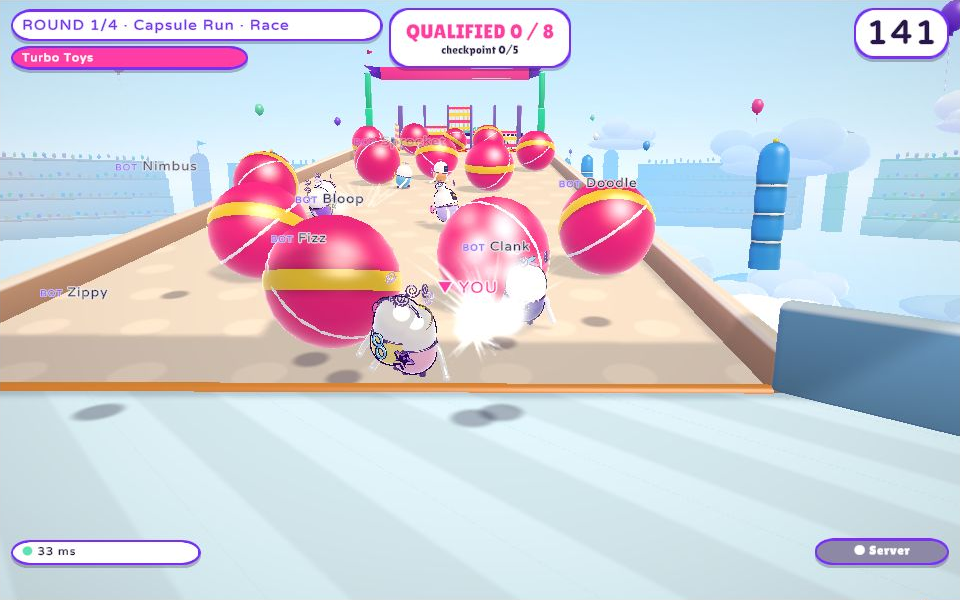 ROUND 1/4 · Capsule Run · Race
Turbo Toys
QUALIFIED 0 / 8
checkpoint 0/5
141
BOT Nimbus
BOT Doodle
BOT Bloop
BOT Fizz
BOT Clank
▼ YOU
BOT Zippy
33 ms
Server